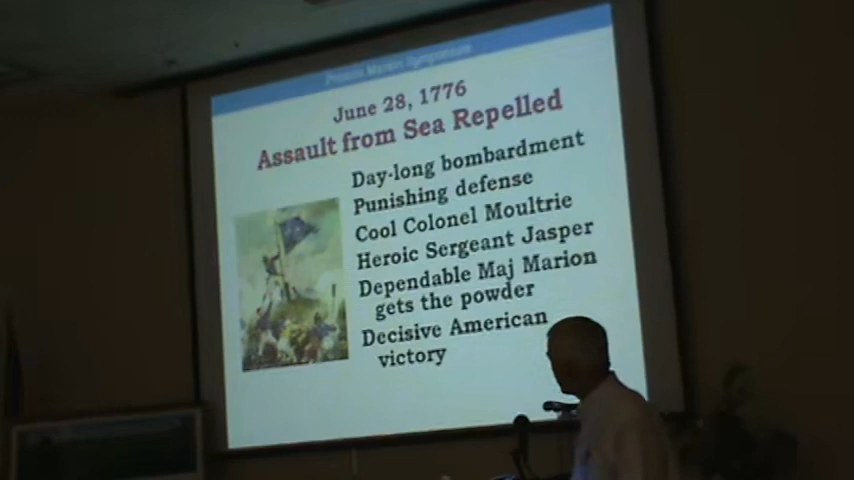 Francis Marion Symposium
June 28, 1776
Assault from Sea Repelled
Day-long bombardment
Punishing defense
Cool Colonel Moultrie
Heroic Sergeant Jasper
Dependable Maj Marion
gets the powder
Decisive American
victory